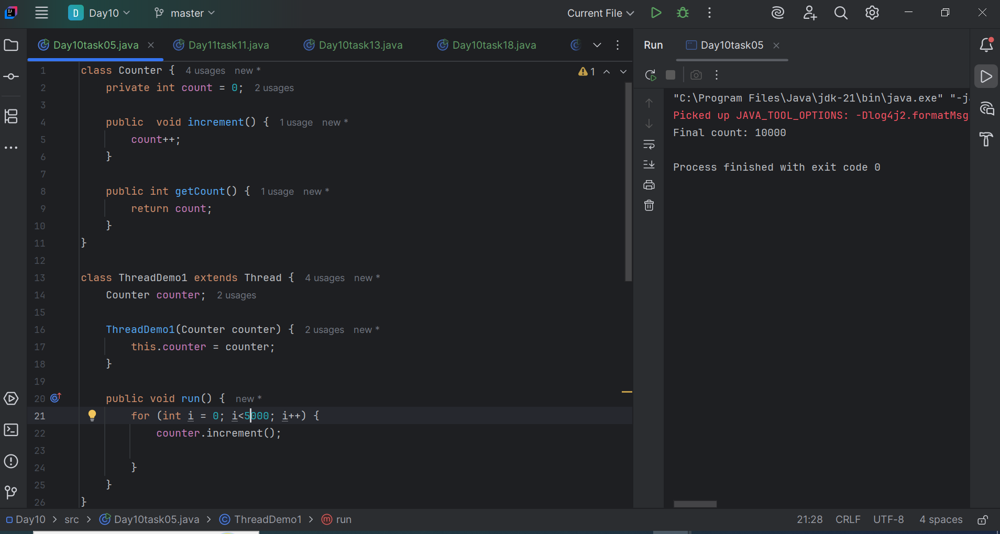 D Day10 master Current File
Day10task05.java Day11task11.java Day10task13.java Day10task18.java
Run Day10task05
1 class Counter { 4 usages new *
2 private int count = 0; 2 usages
3
4 public  void increment() { 1 usage new *
5 count++;
6 }
7
8 public int getCount() { 1 usage new *
9 return count;
10 }
11 }
12
13 class ThreadDemo1 extends Thread { 4 usages new *
14 Counter counter; 2 usages
15
16 ThreadDemo1(Counter counter) { 2 usages new *
17 this.counter = counter;
18 }
19
20 public void run() { new *
21 for (int i = 0; i<5000; i++) {
22 counter.increment();
23
24 }
25 }
26 }
1
"C:\Program Files\Java\jdk-21\bin\java.exe" "-j
Picked up JAVA_TOOL_OPTIONS: -Dlog4j2.formatMsg
Final count: 10000
Process finished with exit code 0
Day10 > src > Day10task05.java > ThreadDemo1 > run
21:28 CRLF UTF-8 4 spaces